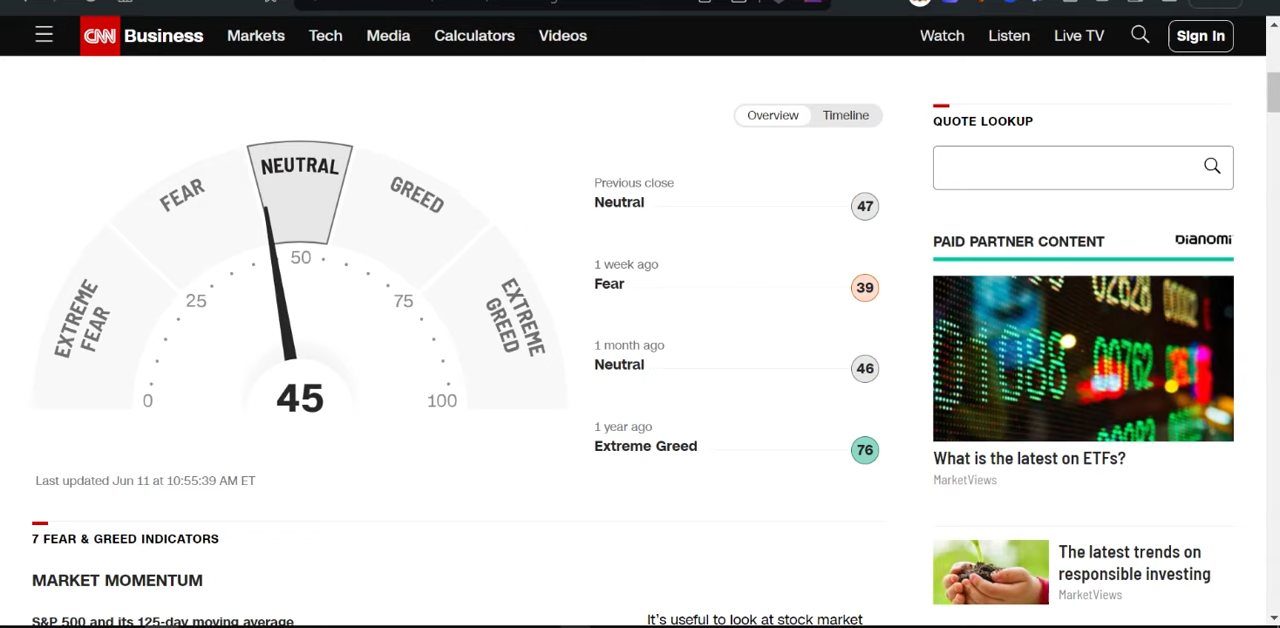 CNN Business Markets Tech Media Calculators Videos Watch Listen Live TV Sign In
Overview Timeline
EXTREME FEAR
FEAR
NEUTRAL
GREED
EXTREME GREED
0
25
50
75
100
45
Last updated Jun 11 at 10:55:39 AM ET
Previous close
Neutral 47
1 week ago
Fear 39
1 month ago
Neutral 46
1 year ago
Extreme Greed 76
7 FEAR & GREED INDICATORS
MARKET MOMENTUM
S&P 500 and its 125-day moving average
It's useful to look at stock market
QUOTE LOOKUP
PAID PARTNER CONTENT DIANOMI
What is the latest on ETFs?
MarketViews
The latest trends on
responsible investing
MarketViews